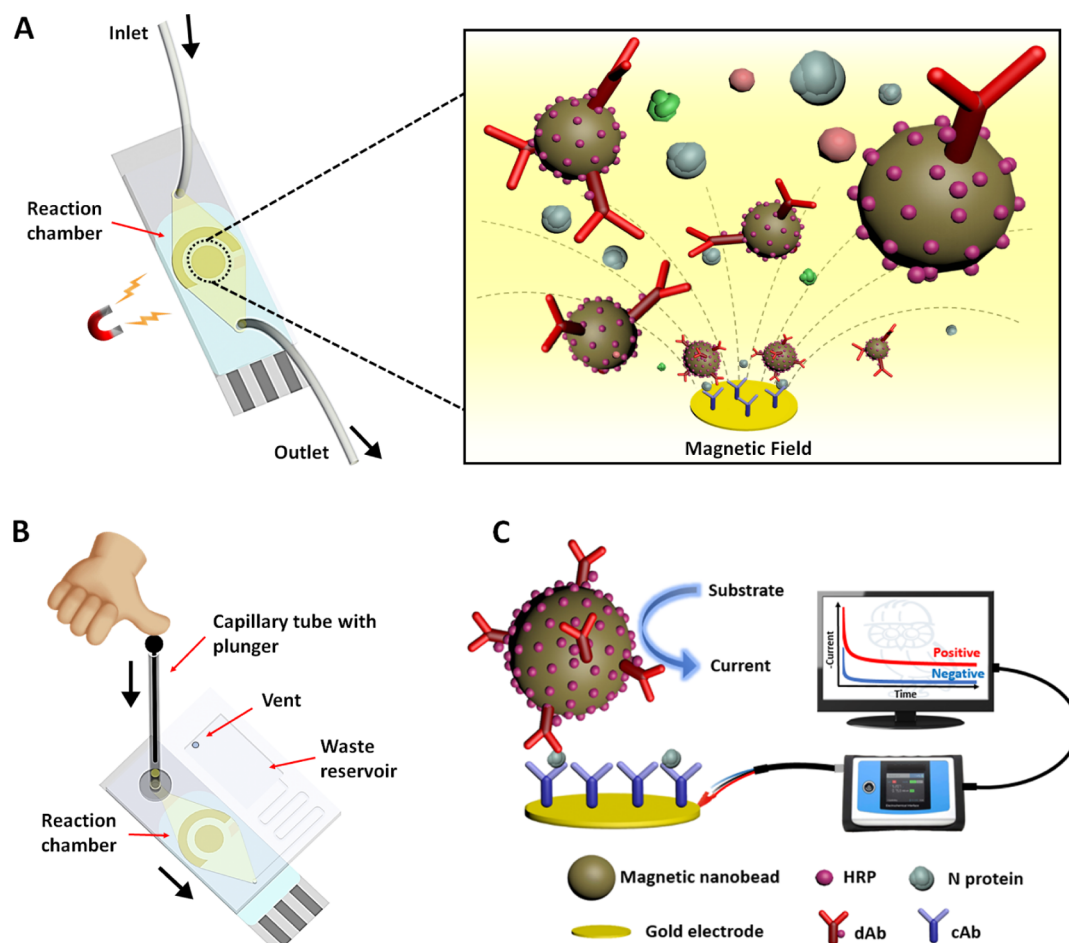 A
Inlet
Reaction
chamber
Outlet
Magnetic Field
B
Capillary tube with
plunger
Vent
Waste
reservoir
Reaction
chamber
C
Substrate
Current
-Current
Positive
Negative
Time
Magnetic nanobead
HRP
N protein
Gold electrode
dAb
cAb